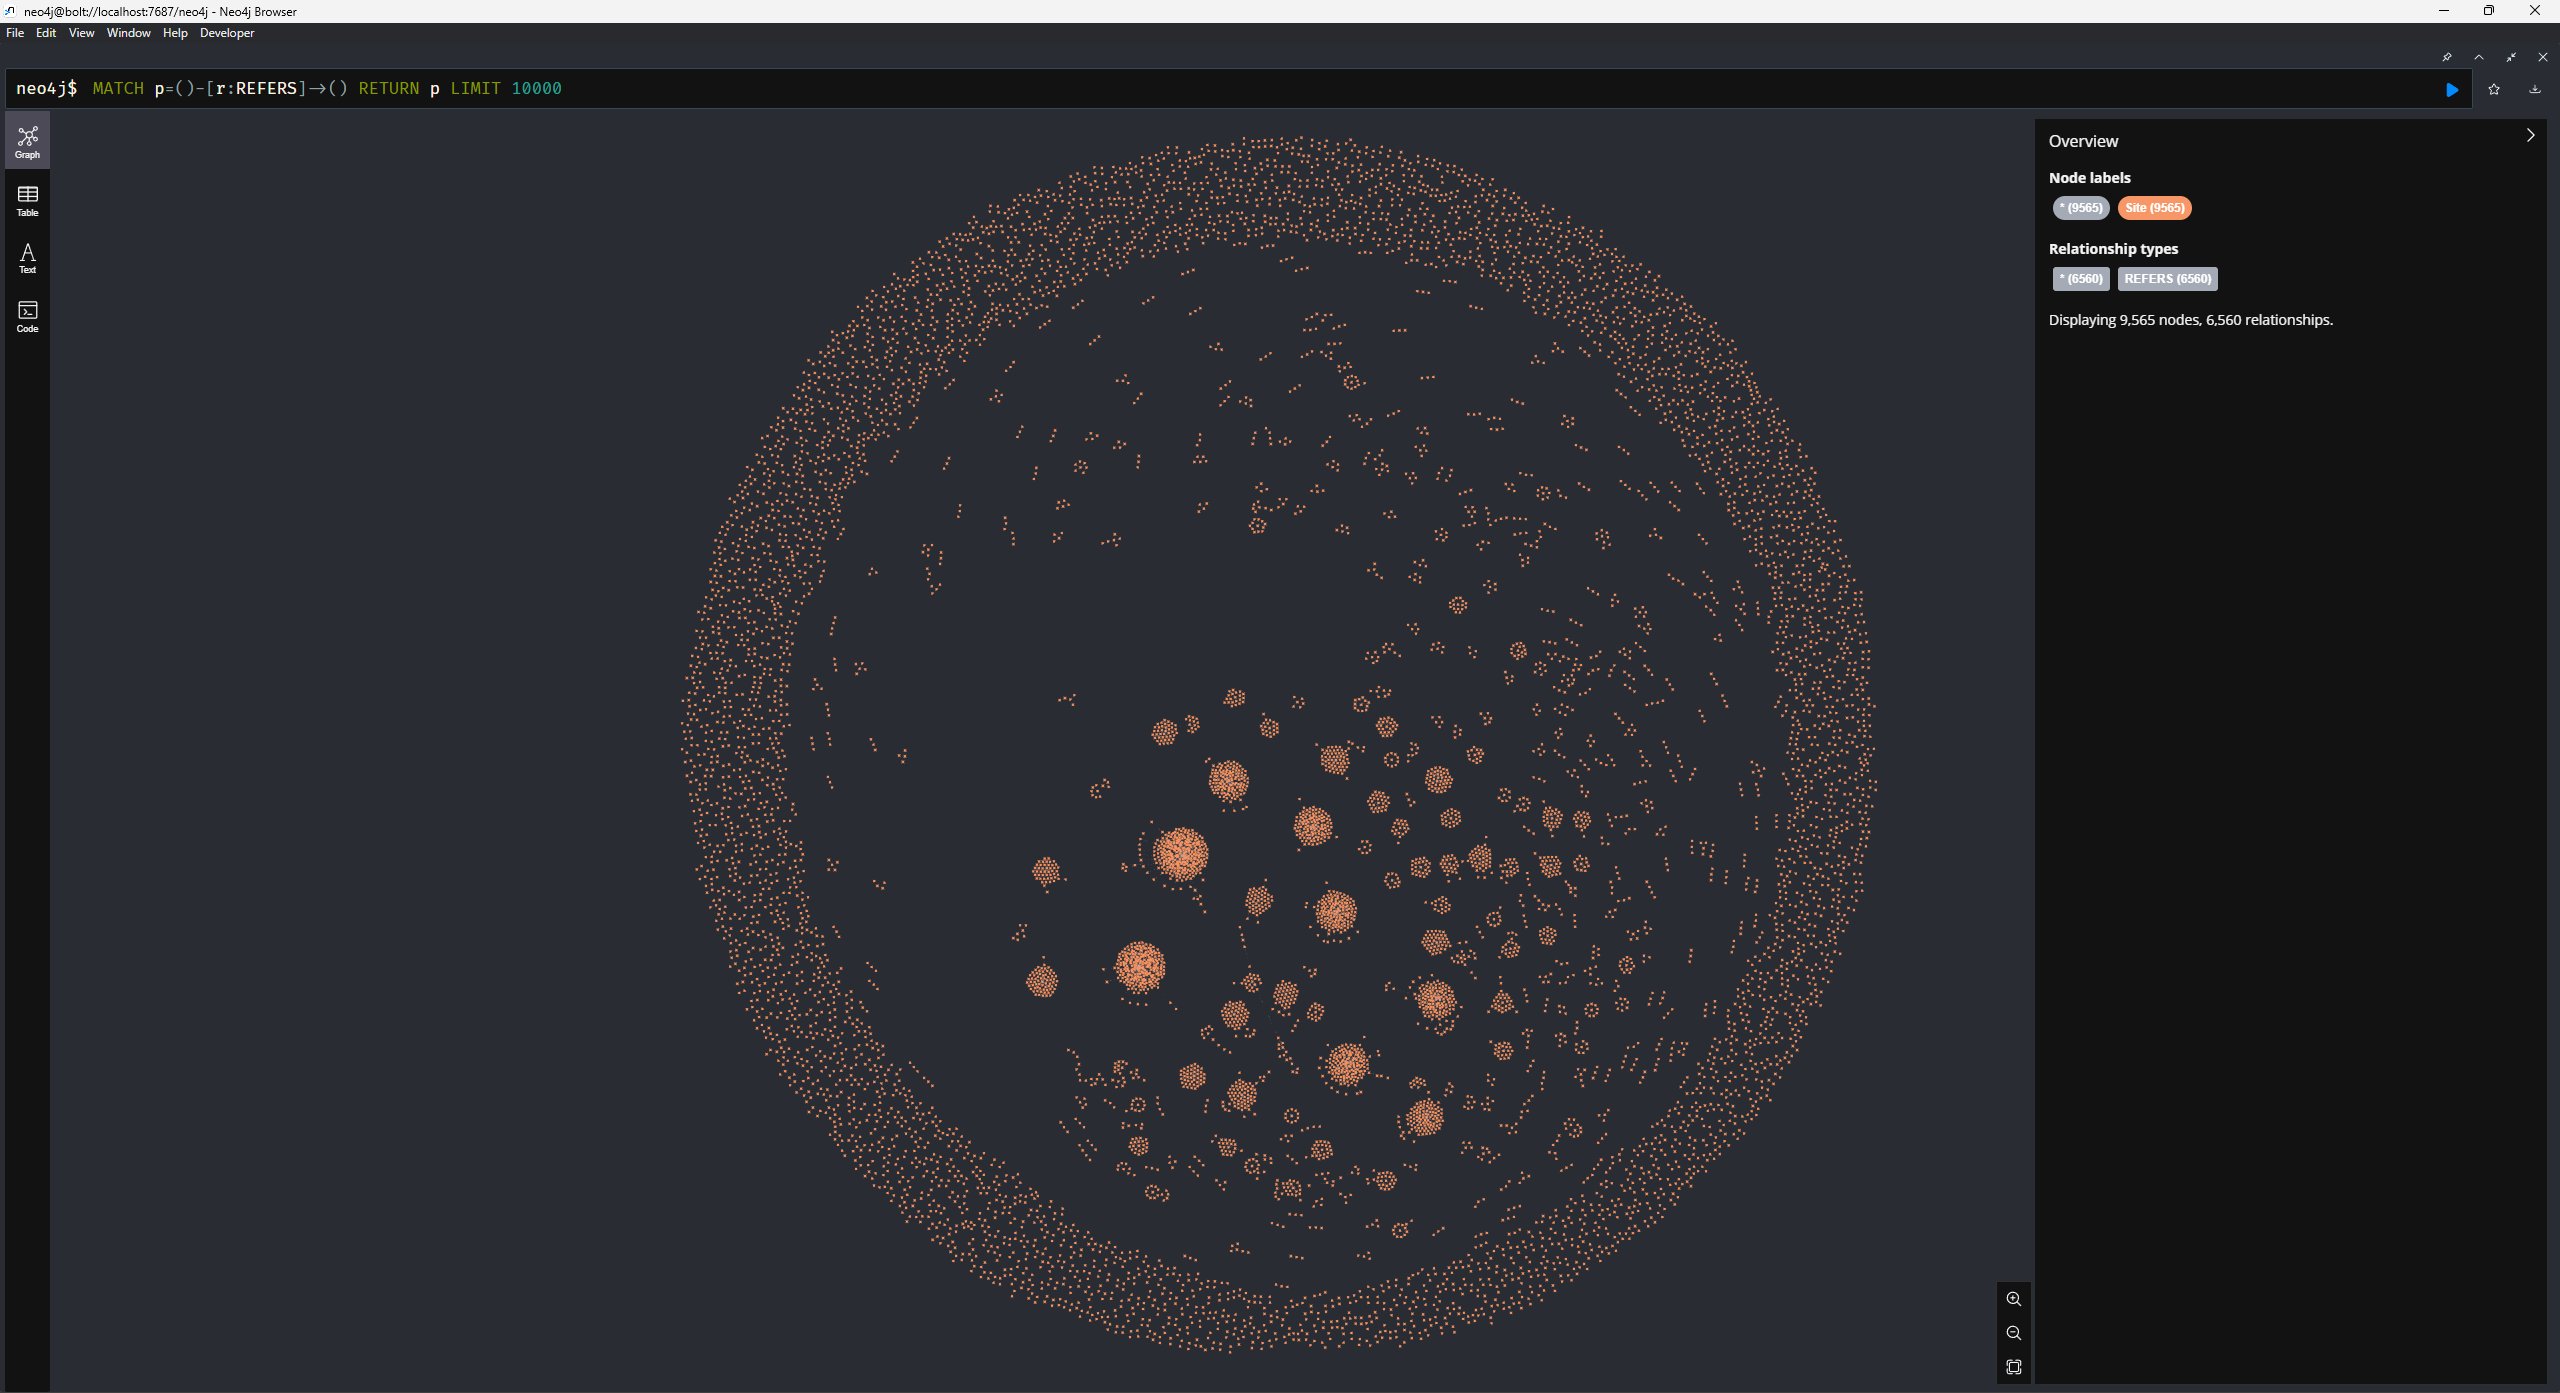 neo4j@bolt://localhost:7687/neo4j - Neo4j Browser
File Edit View Window Help Developer
neo4j$ MATCH p=()-[r:REFERS]->() RETURN p LIMIT 10000
Graph
Table
Text
Code
Overview
Node labels
* (9565) Site (9565)
Relationship types
* (6560) REFERS (6560)
Displaying 9,565 nodes, 6,560 relationships.